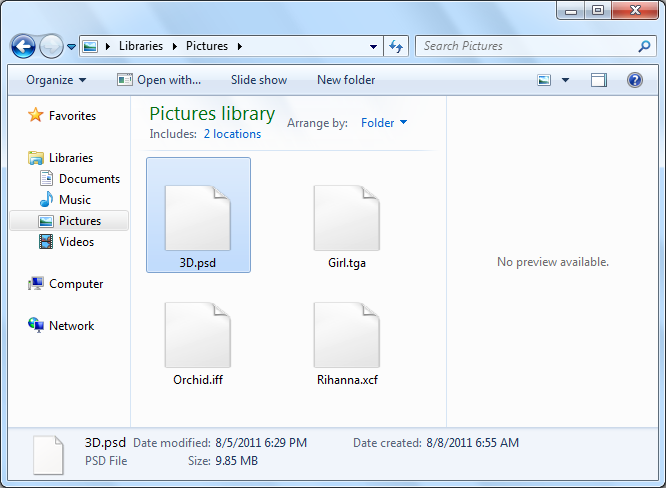 Libraries Pictures
Search Pictures
Organize Open with... Slide show New folder
Favorites
Libraries
Documents
Music
Pictures
Videos
Computer
Network
Pictures library
Includes: 2 locations
Arrange by: Folder
3D.psd
Girl.tga
Orchid.iff
Rihanna.xcf
No preview available.
3D.psd Date modified: 8/5/2011 6:29 PM Date created: 8/8/2011 6:55 AM
PSD File Size: 9.85 MB